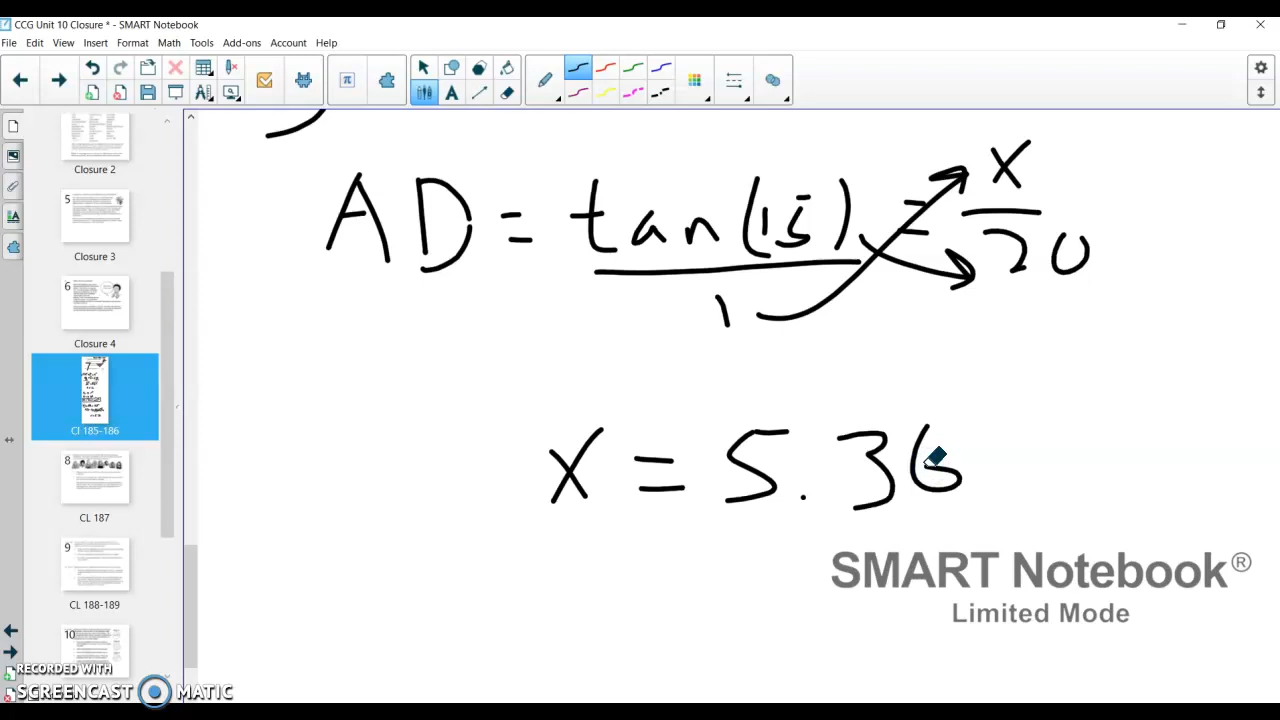 CCG Unit 10 Closure * - SMART Notebook
File Edit View Insert Format Math Tools Add-ons Account Help
Closure 2
5
Closure 3
6
Closure 4
7
Cl 185-186
8
CL 187
9
CL 188-189
10
AD = tan(15) = x
1 20
x = 5.36
SMART Notebook®
Limited Mode
RECORDED WITH
SCREENCAST MATIC